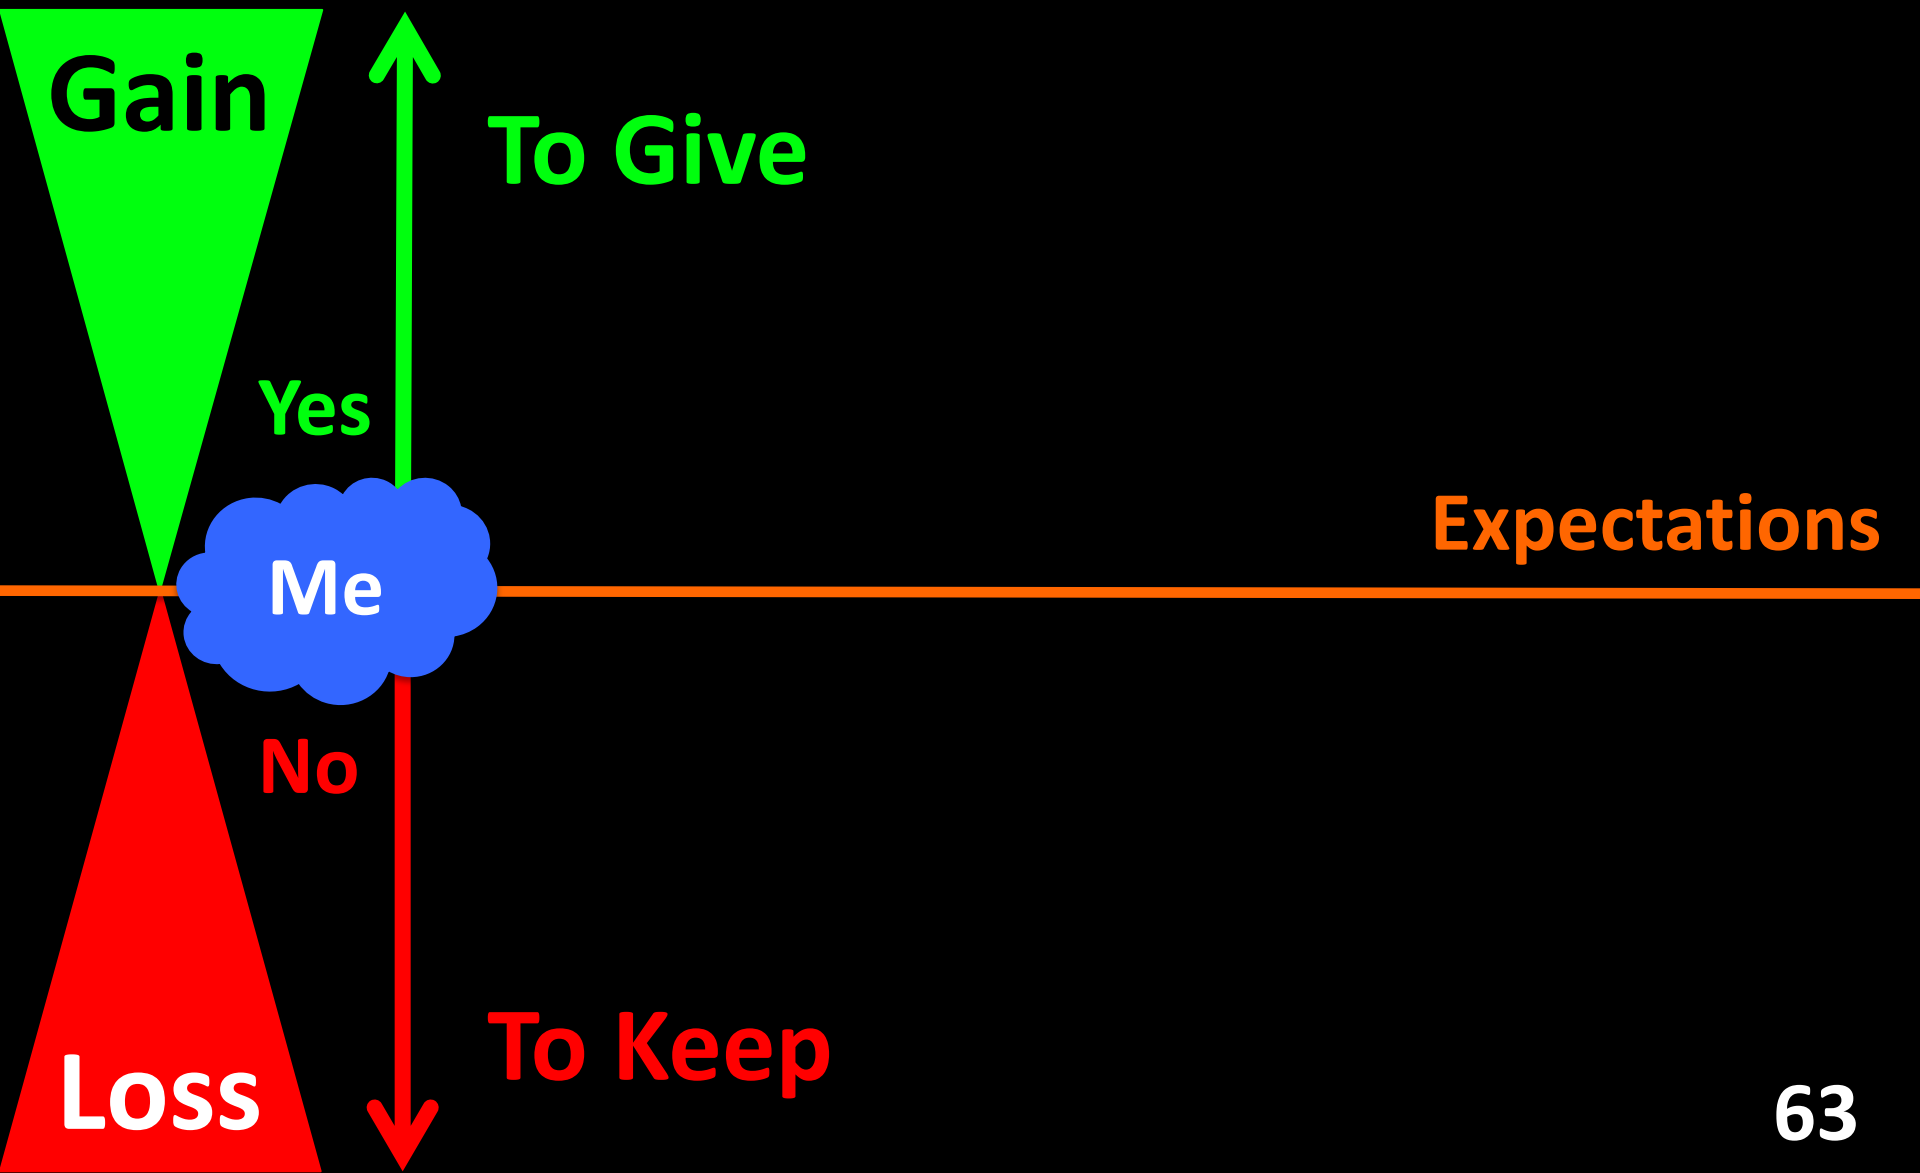 Gain
To Give
Yes
Expectations
Me
No
To Keep
Loss
63